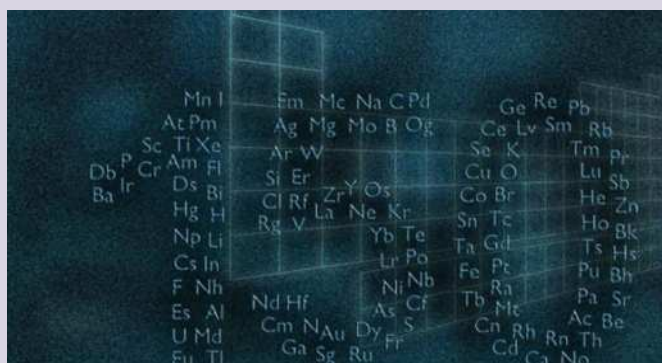 Mn I Fm Mc Na C Pd Ge Re Pb
At Pm Ag Mg Mo B Og Ce Lv Sm Rb
Sc Ti Xe Ar W Se K Tm Pr
Db P Cr Am Fl Si Er Cu O Lu Sb
Ba Ir Ds Bi Cl Rf Zr Y Os Co Br He Zn
Hg H Rg V La Ne Kr Sn Tc Ho Bk
Np Li Yb Te Ta Gd Ts Hs
Cs In Lr Po Fe Pt Pu Bh
F Nh Nd Hf Ni Nb Tb Ra Pa Sr
Es Al Cm N Au Dy As Cf Mt Ac Be
U Md Ga Sg Ru Fr S Cn Rh Rn Th
Eu Tl Cd No